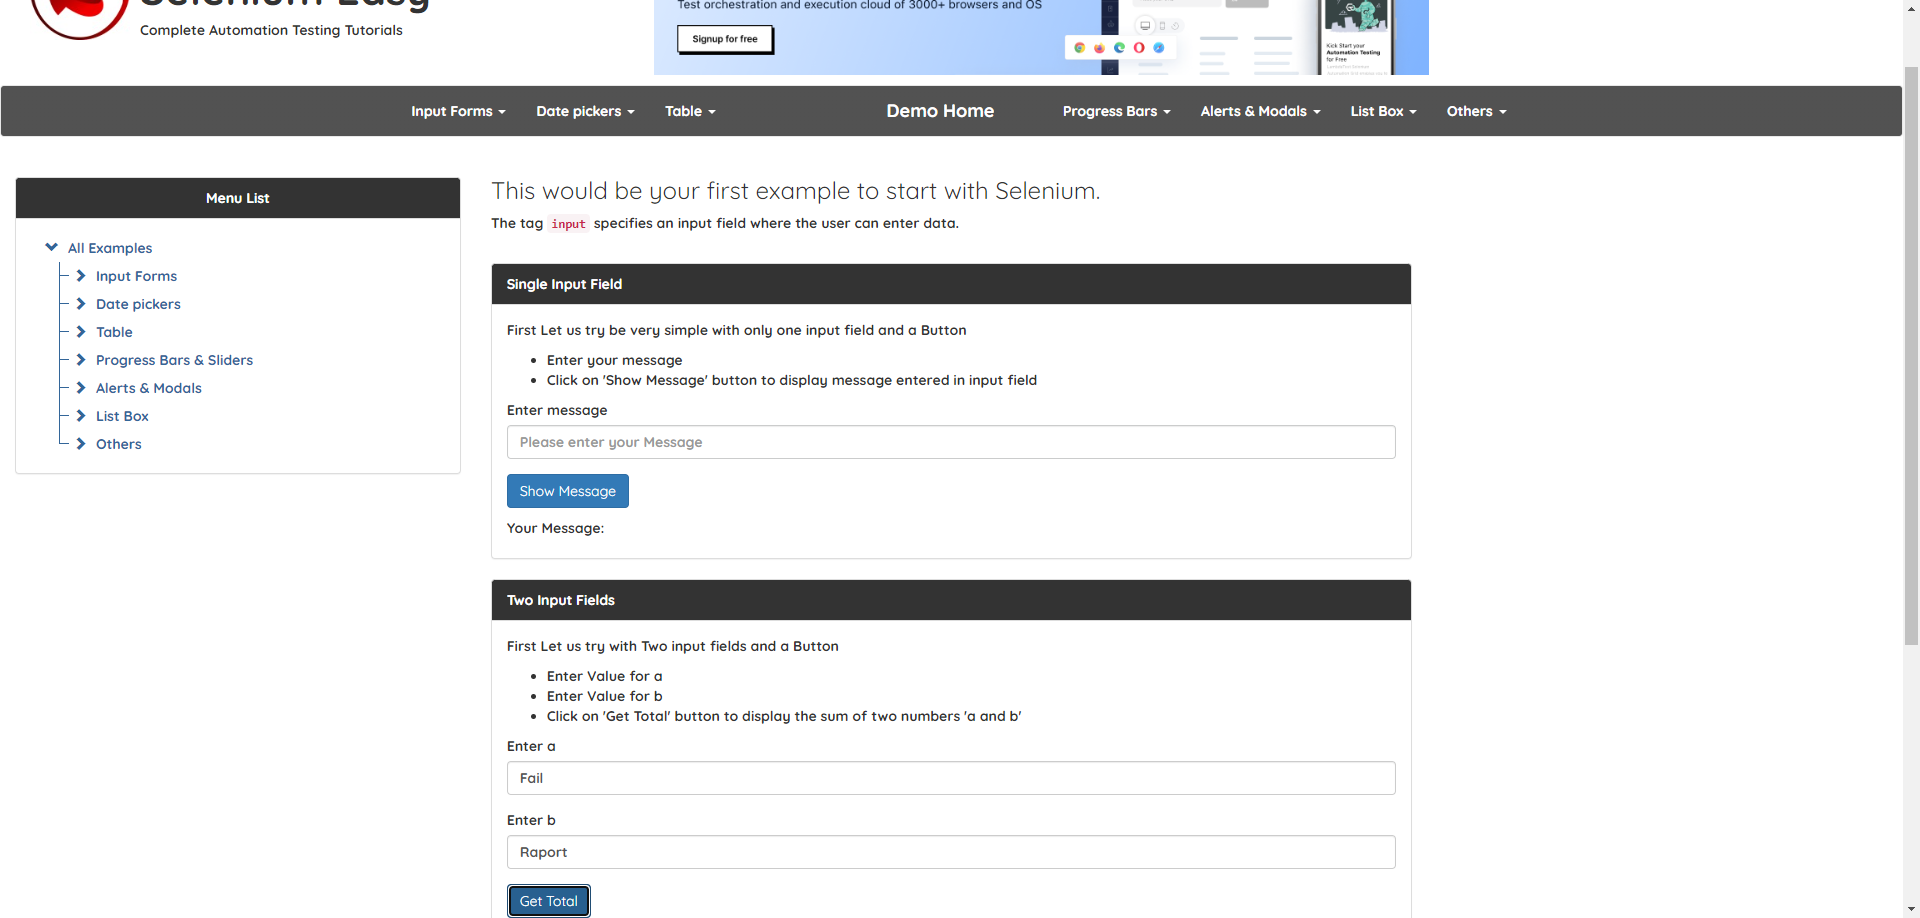 Selenium Easy
Complete Automation Testing Tutorials
Test orchestration and execution cloud of 3000+ browsers and OS
Signup for free
Kick Start your
Automation Testing
for Free
Input Forms
Date pickers
Table
Demo Home
Progress Bars
Alerts & Modals
List Box
Others
Menu List
All Examples
Input Forms
Date pickers
Table
Progress Bars & Sliders
Alerts & Modals
List Box
Others
This would be your first example to start with Selenium.
The tag input specifies an input field where the user can enter data.
Single Input Field
First Let us try be very simple with only one input field and a Button
Enter your message
Click on 'Show Message' button to display message entered in input field
Enter message
Please enter your Message
Show Message
Your Message:
Two Input Fields
First Let us try with Two input fields and a Button
Enter Value for a
Enter Value for b
Click on 'Get Total' button to display the sum of two numbers 'a and b'
Enter a
Fail
Enter b
Raport
Get Total